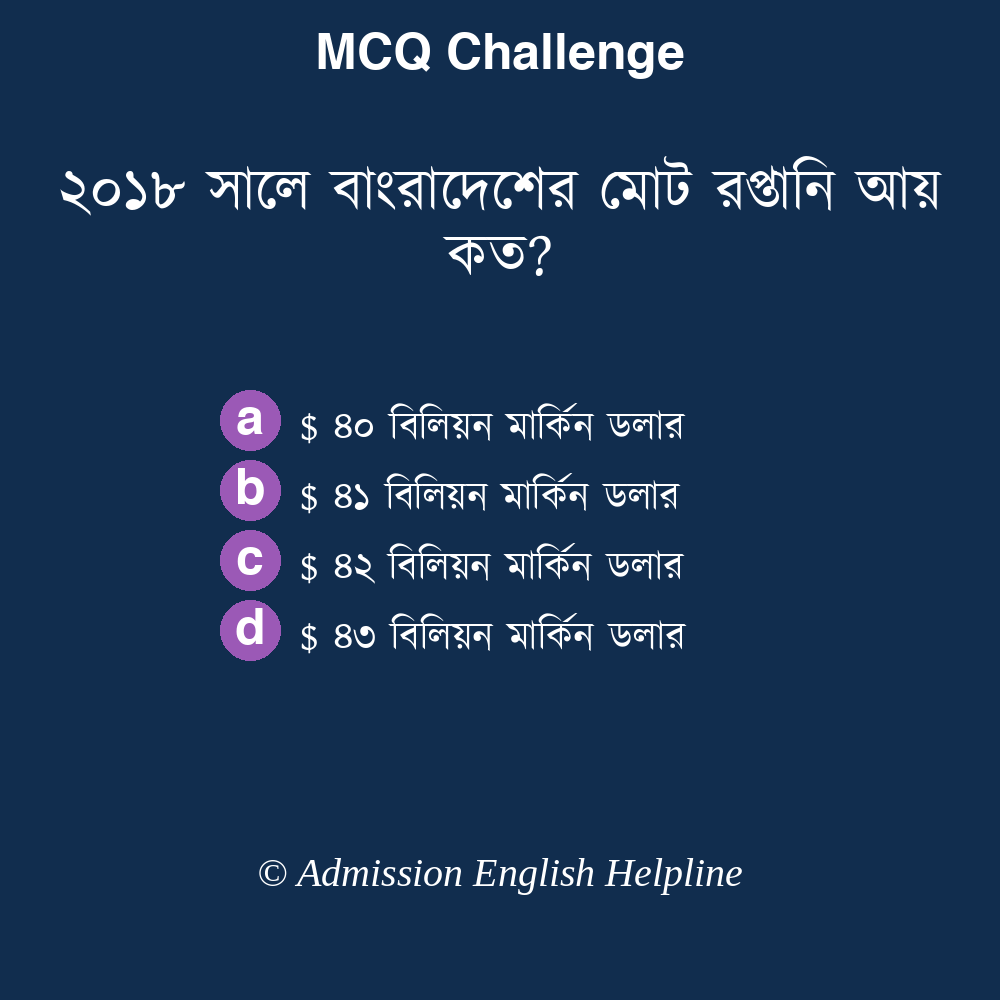 MCQ Challenge
২০১৮ সালে বাংরাদেশের মোট রপ্তানি আয়
কত?
a $ ৪০ বিলিয়ন মার্কিন ডলার
b $ ৪১ বিলিয়ন মার্কিন ডলার
c $ ৪২ বিলিয়ন মার্কিন ডলার
d $ ৪৩ বিলিয়ন মার্কিন ডলার
© Admission English Helpline